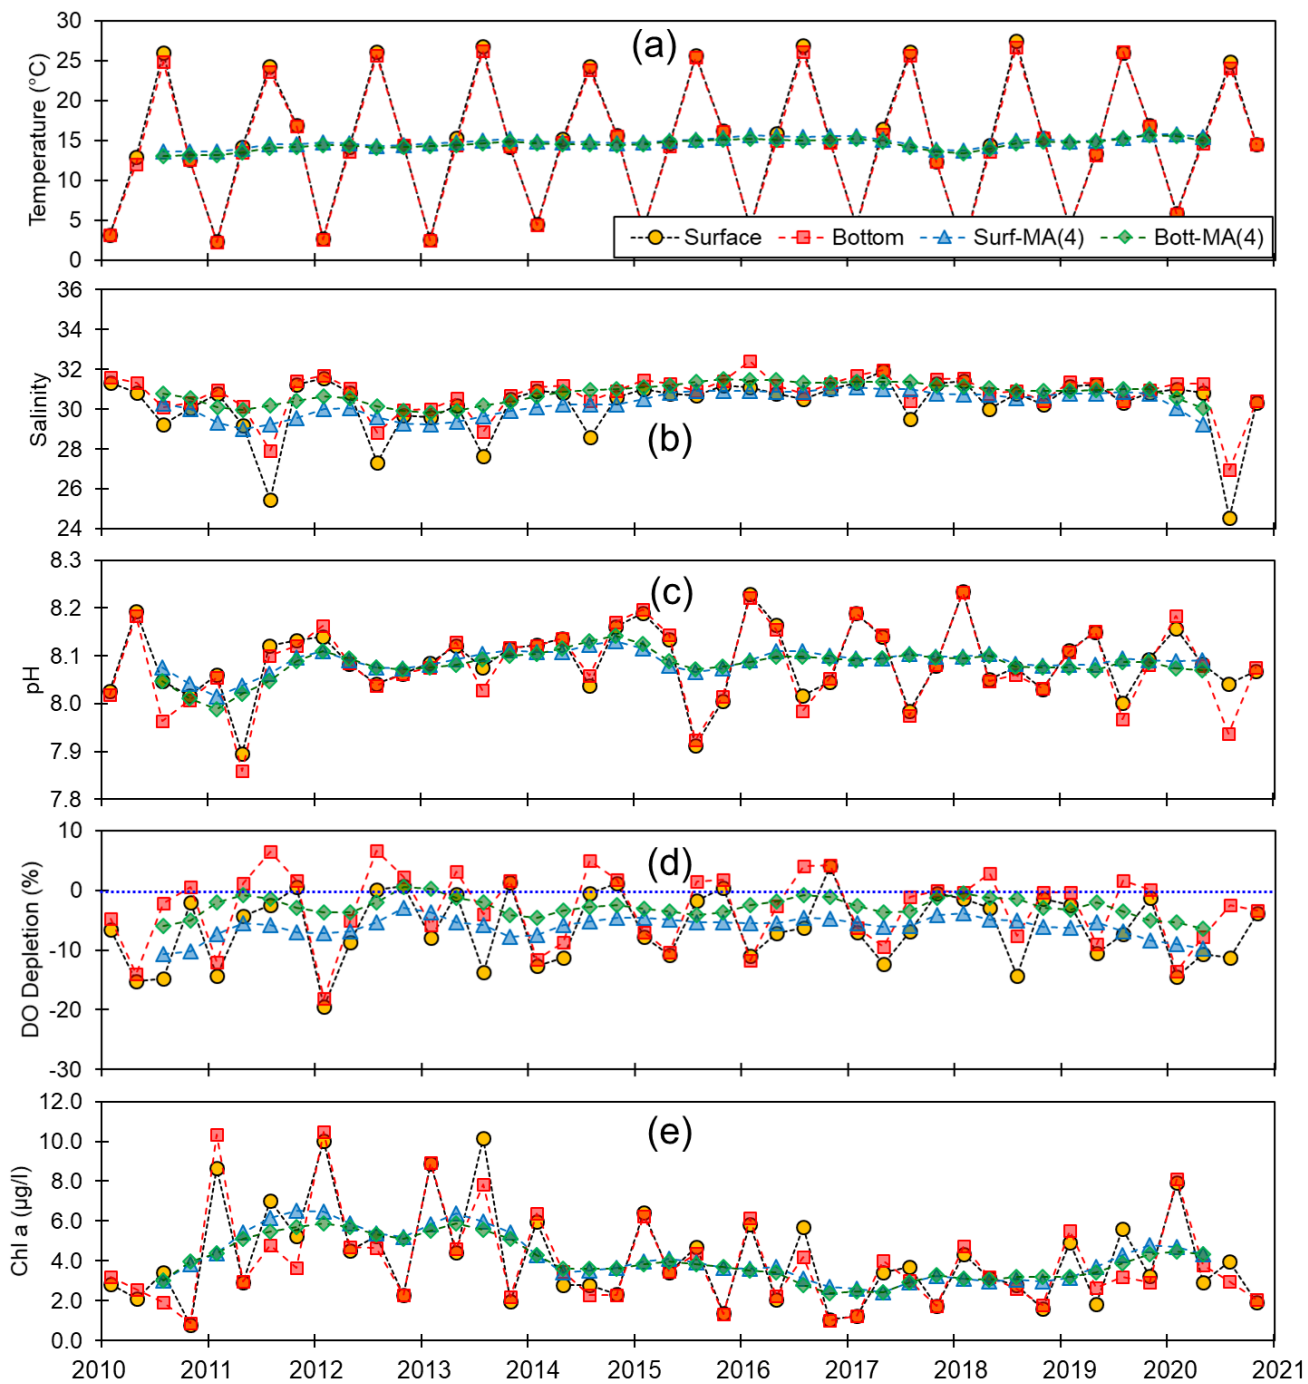 (a)
Temperature (°C)
30
25
20
15
10
5
0
Surface Bottom Surf-MA(4) Bott-MA(4)
(b)
Salinity
36
34
32
30
28
26
24
(c)
pH
8.3
8.2
8.1
8.0
7.9
7.8
(d)
DO Depletion (%)
10
0
-10
-20
-30
(e)
Chl a (µg/l)
12.0
10.0
8.0
6.0
4.0
2.0
0.0
2010 2011 2012 2013 2014 2015 2016 2017 2018 2019 2020 2021